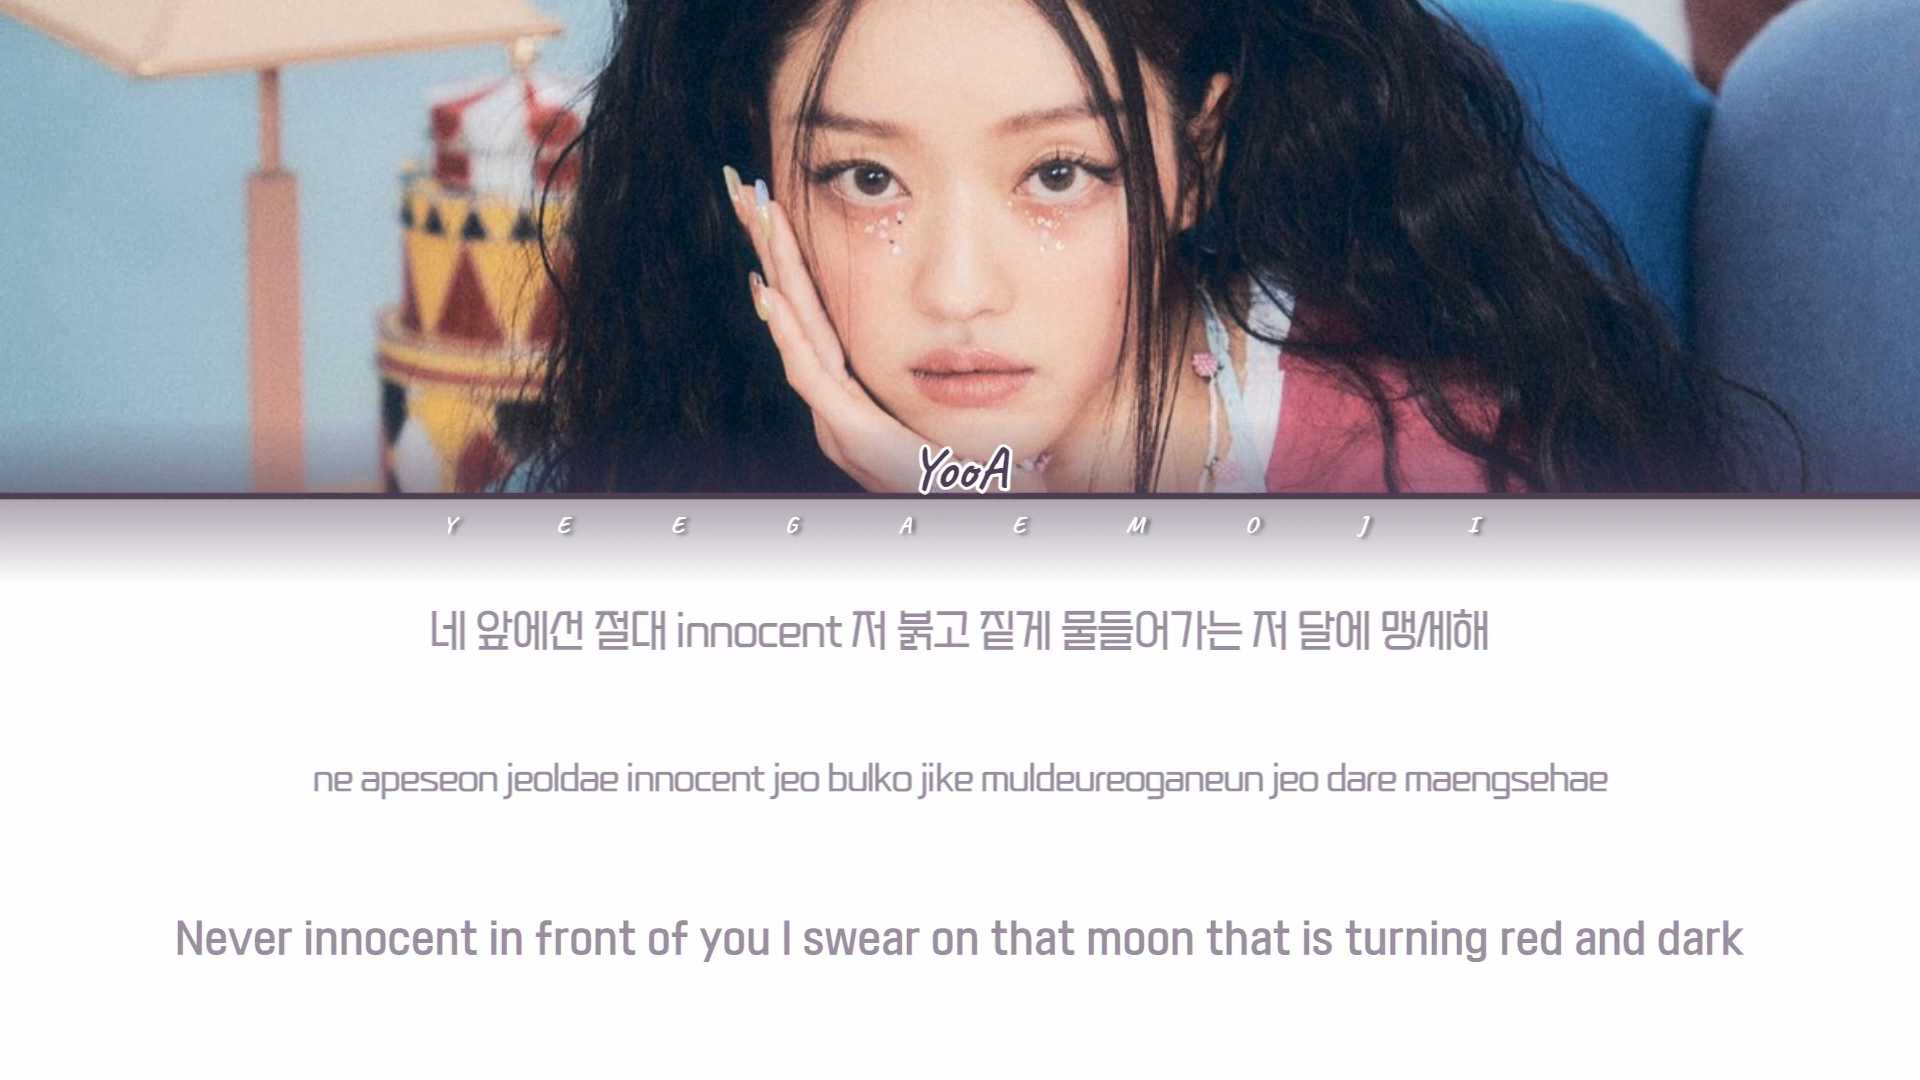 YooA
Y E E G A E M O J I
네 앞에선 절대 innocent 저 붉고 짙게 물들어가는 저 달에 맹세해
ne apeseon jeoldae innocent jeo bulko jike muldeureoganeun jeo dare maengsehae
Never innocent in front of you I swear on that moon that is turning red and dark